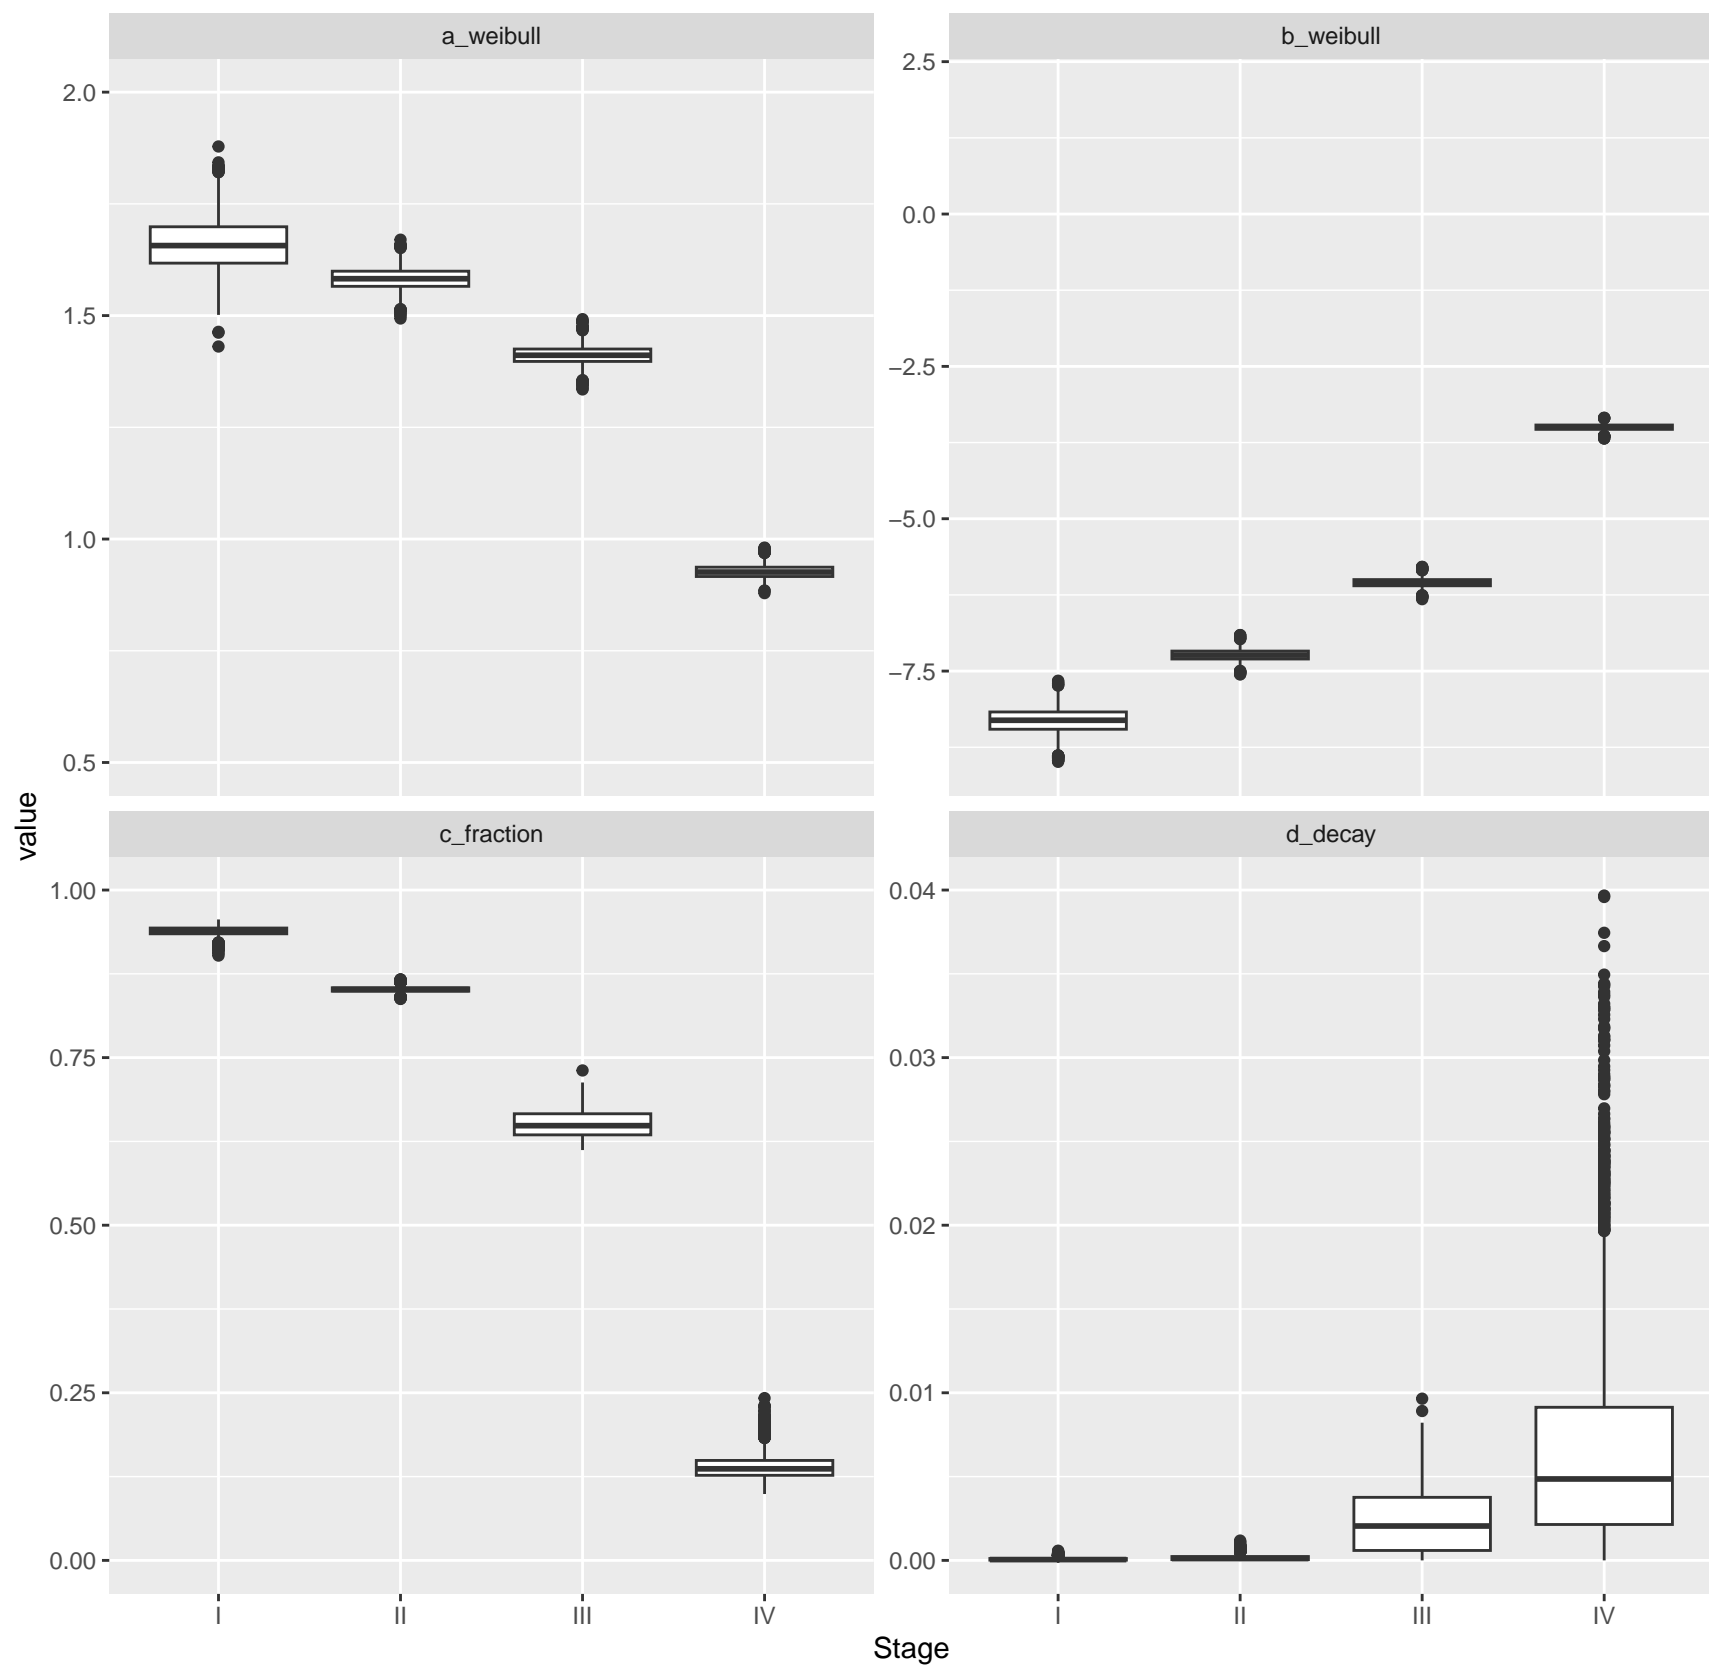 a_weibull
b_weibull
2.0
1.5
1.0
0.5
2.5
0.0
−2.5
−5.0
−7.5
value
c_fraction
d_decay
1.00
0.75
0.50
0.25
0.00
0.04
0.03
0.02
0.01
0.00
I II III IV
I II III IV
Stage